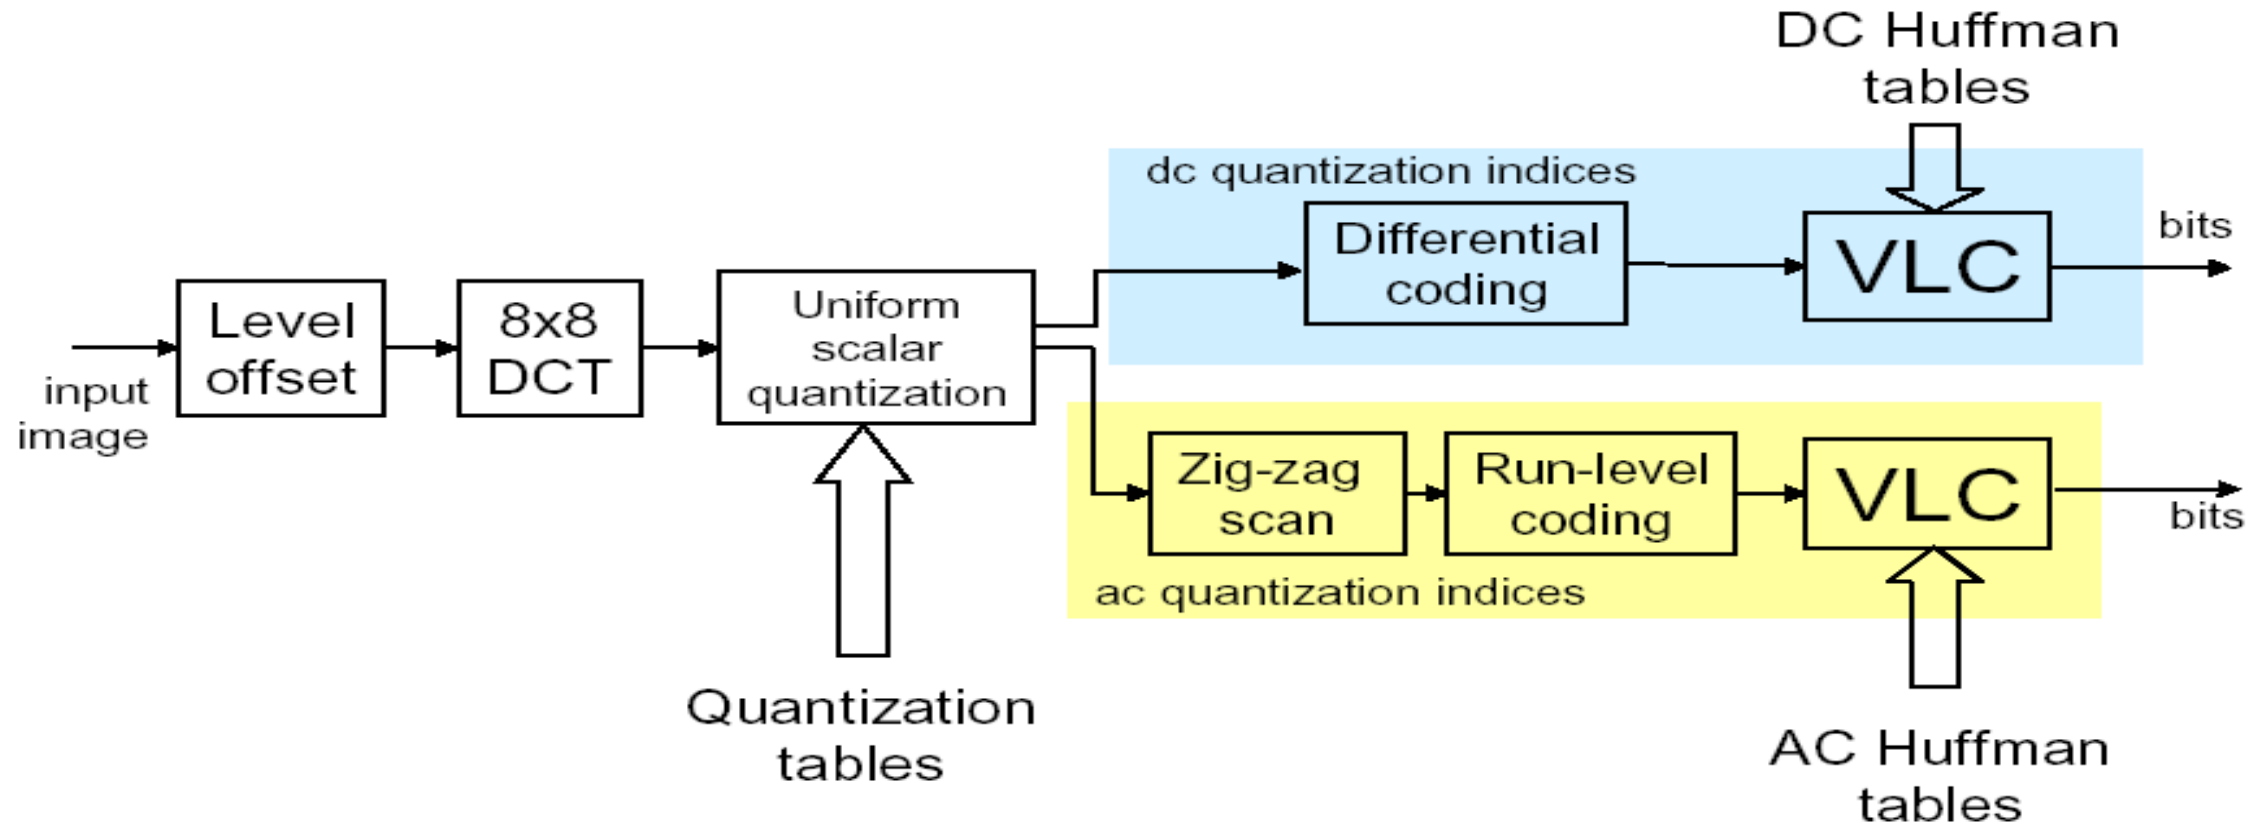 DC Huffman
tables
dc quantization indices
Differential
coding
VLC
bits
input
image
Level
offset
8x8
DCT
Uniform
scalar
quantization
Zig-zag
scan
Run-level
coding
VLC
bits
ac quantization indices
Quantization
tables
AC Huffman
tables